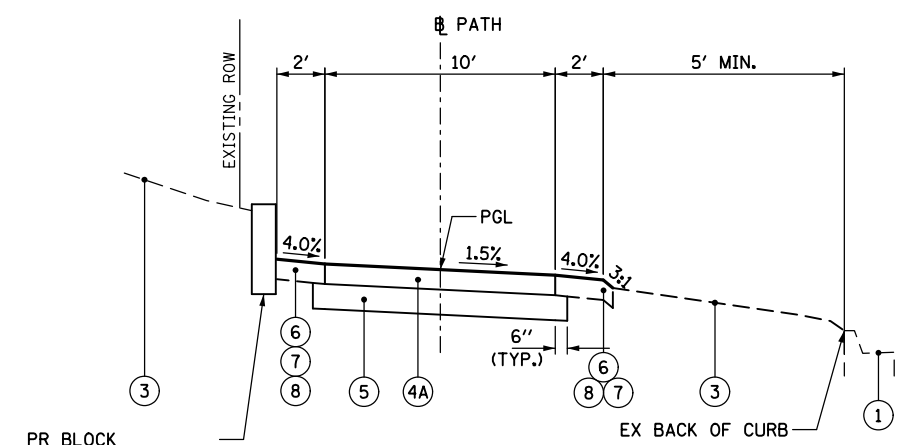 ℄ PATH
2' 10' 2' 5' MIN.
EXISTING ROW
PGL
4.0% 1.5% 4.0% 3:1
6"
(TYP.)
6
7
8
6
8 7
3 5 4A 3 1
PR BLOCK
EX BACK OF CURB